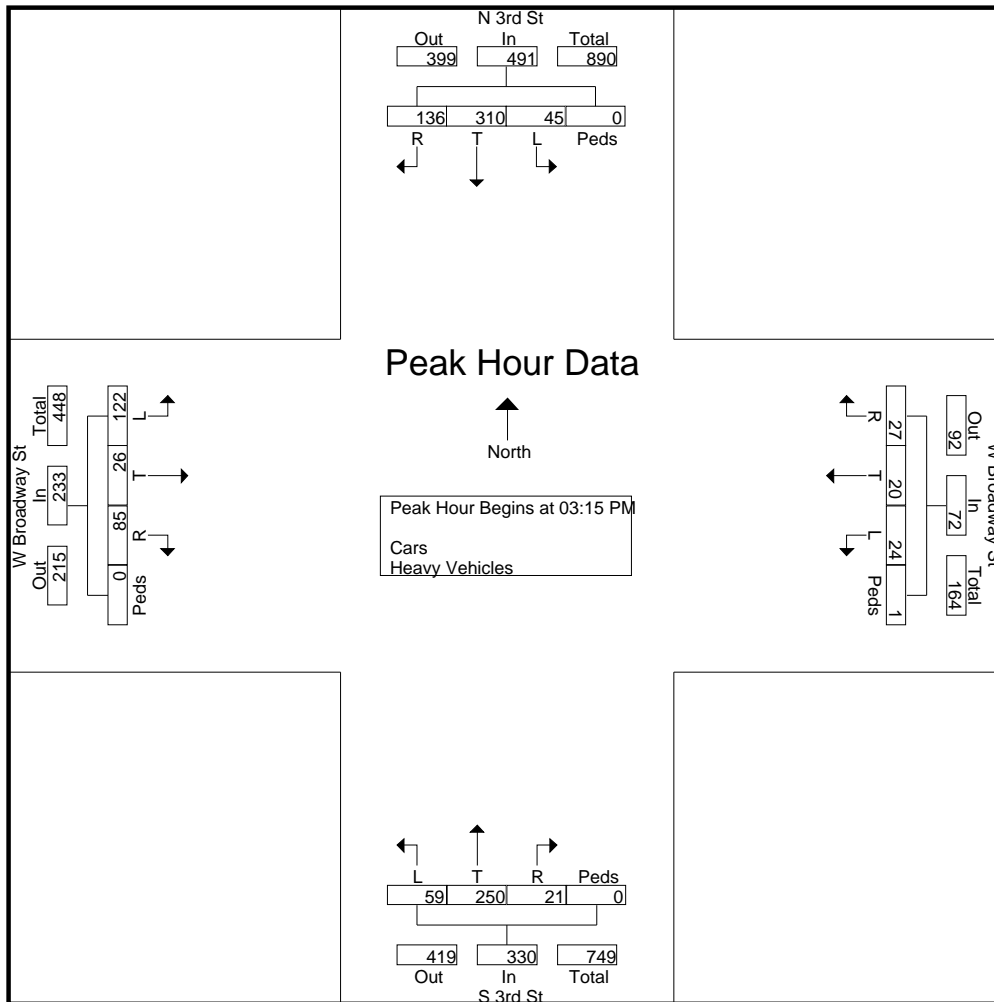 N 3rd St
Out In Total
399 491 890
136 310 45 0
R T L Peds
Peak Hour Data
North
Peak Hour Begins at 03:15 PM
Cars
Heavy Vehicles
W Broadway St
Total In Out
448 233 215
122 26 85 0
L T R Peds
W Broadway St
Out In Total
92 72 164
27 20 24 1
R T L Peds
L T R Peds
59 250 21 0
419 330 749
Out In Total
S 3rd St